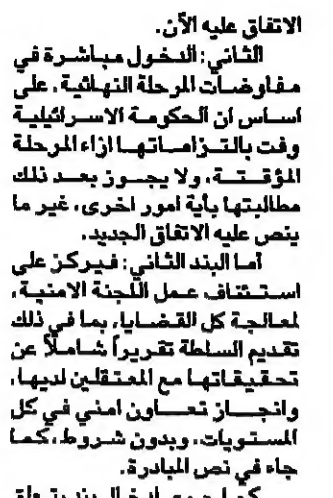 الاتفاق عليه الآن.
الثاني: الدخول مباشرة في
مفاوضات المرحلة النهائية، على
اساس ان الحكومة الاسرائيلية
وفت بالتزاماتها ازاء المرحلة
المؤقتة، ولا يجوز بعد ذلك
مطالبتها بأية امور اخرى، غير ما
ينص عليه الاتفاق الجديد.
أما البند الثاني: فيركز على
استئناف عمل اللجنة الامنية،
لمعالجة كل القضايا، بما في ذلك
تقديم السلطة تقريراً شاملاً عن
تحقيقاتها مع المعتقلين لديها،
وانجاز تعاون امني في كل
المستويات، وبدون شروط، كما
جاء في نص المبادرة.